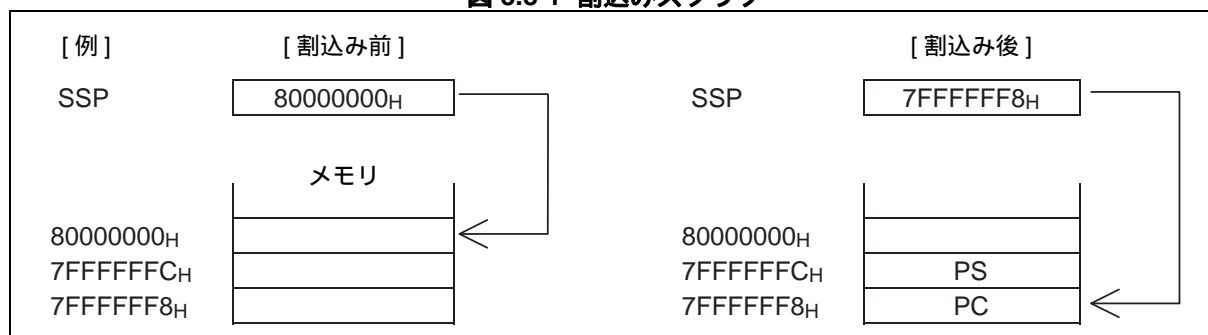 [ 例 ] [ 割込み前 ] [ 割込み後 ]
SSP 80000000H SSP 7FFFFFF8H
メモリ
80000000H 80000000H
7FFFFFFCH 7FFFFFFCH PS
7FFFFFF8H 7FFFFFF8H PC